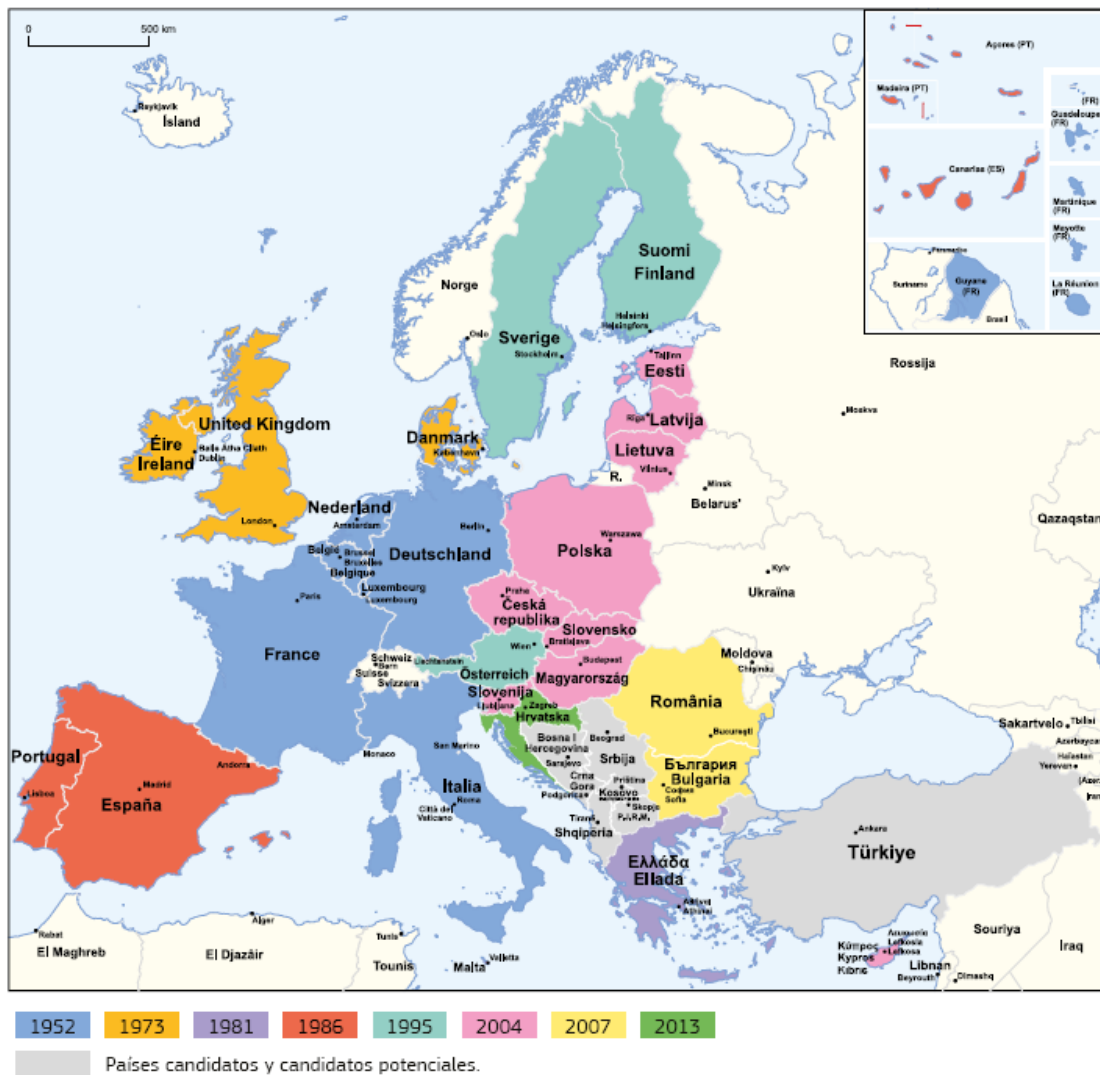 0 500 km
Reykjavik
Ísland
Açores (PT)
Madeira (PT)
(FR)
Guadeloupe
(FR)
Canarias (ES)
Martinique
(FR)
Mayotte
(FR)
Suriname
Guyane
(FR)
Brasil
La Réunion
(FR)
Norge
Oslo
Suomi
Finland
Helsinki
Helsingfors
Sverige
Stockholm
Rossija
Moskva
Tallinn
Eesti
Riga
Latvija
Lietuva
Vilnius
R.
Minsk
Belarus'
Éire
Ireland
Baile Átha Cliath
Dublin
United Kingdom
London
Danmark
København
Nederland
Amsterdam
Berlin
Deutschland
België
Brussel
Bruxelles
Belgique
Luxembourg
Luxembourg
Warszawa
Polska
Qazaqstan
Kyiv
Ukraïna
Paris
France
Praha
Česká
republika
Slovensko
Bratislava
Wien
Österreich
Liechtenstein
Schweiz
Bern
Suisse
Svizzera
Budapest
Magyarország
Slovenija
Ljubljana
Zagreb
Hrvatska
Moldova
Chişinău
România
Bucureşti
Bosna I
Hercegovina
Sarajevo
Beograd
Srbija
Crna
Gora
Podgorica
Priština
Kosovo
Skopje
P.J.R.M.
Tiranë
Shqipëria
България
Bulgaria
София
Sofia
Monaco
San Marino
Italia
Roma
Città del
Vaticano
Portugal
Lisboa
Andorra
Madrid
España
Sakartvelo
Tbilisi
Azerbaycan
Haïastan
Yerevan
Iran
Ankara
Türkiye
Ελλάδα
Ellada
Athinai
Souriya
Iraq
Κύπρος
Kypros
Kıbrıs
Lefkosia
Lefkoşa
Libnan
Beyrouth
Dimashq
Rabat
El Maghreb
Alger
El Djazâir
Tunis
Tounis
Malta
Valletta
1952 1973 1981 1986 1995 2004 2007 2013
Países candidatos y candidatos potenciales.